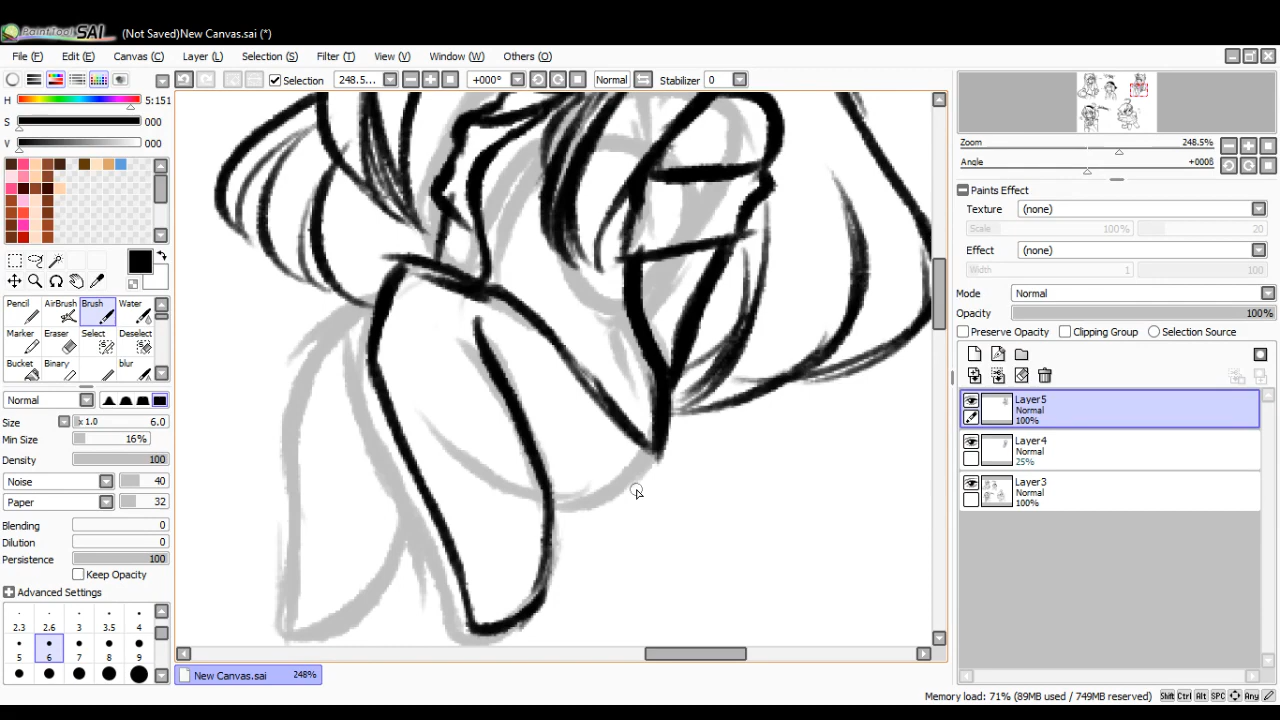 PaintTool SAI (Not Saved)New Canvas.sai (*)
File (F) Edit (E) Canvas (C) Layer (L) Selection (S) Filter (T) View (V) Window (W) Others (O)
Selection 248.5... +000° Normal Stabilizer 0
H 5:151
S 000
V 000
Zoom 248.5%
Angle +000δ
Paints Effect
Texture (none)
Scale 100% 20
Effect (none)
Width 1 100
Mode Normal
Opacity 100%
Preserve Opacity Clipping Group Selection Source
Pencil AirBrush Brush Water
Marker Eraser Select Deselect
Bucket Binary blur
Normal
Size x 1.0 6.0
Min Size 16%
Density 100
Noise 40
Paper 32
Blending 0
Dilution 0
Persistence 100
Keep Opacity
Advanced Settings
2.3 2.6 3 3.5 4
5 6 7 8 9
Layer5
Normal
100%
Layer4
Normal
25%
Layer3
Normal
100%
New Canvas.sai 248%
Memory load: 71% (89MB used / 749MB reserved) Shift Ctrl Alt SPC Any